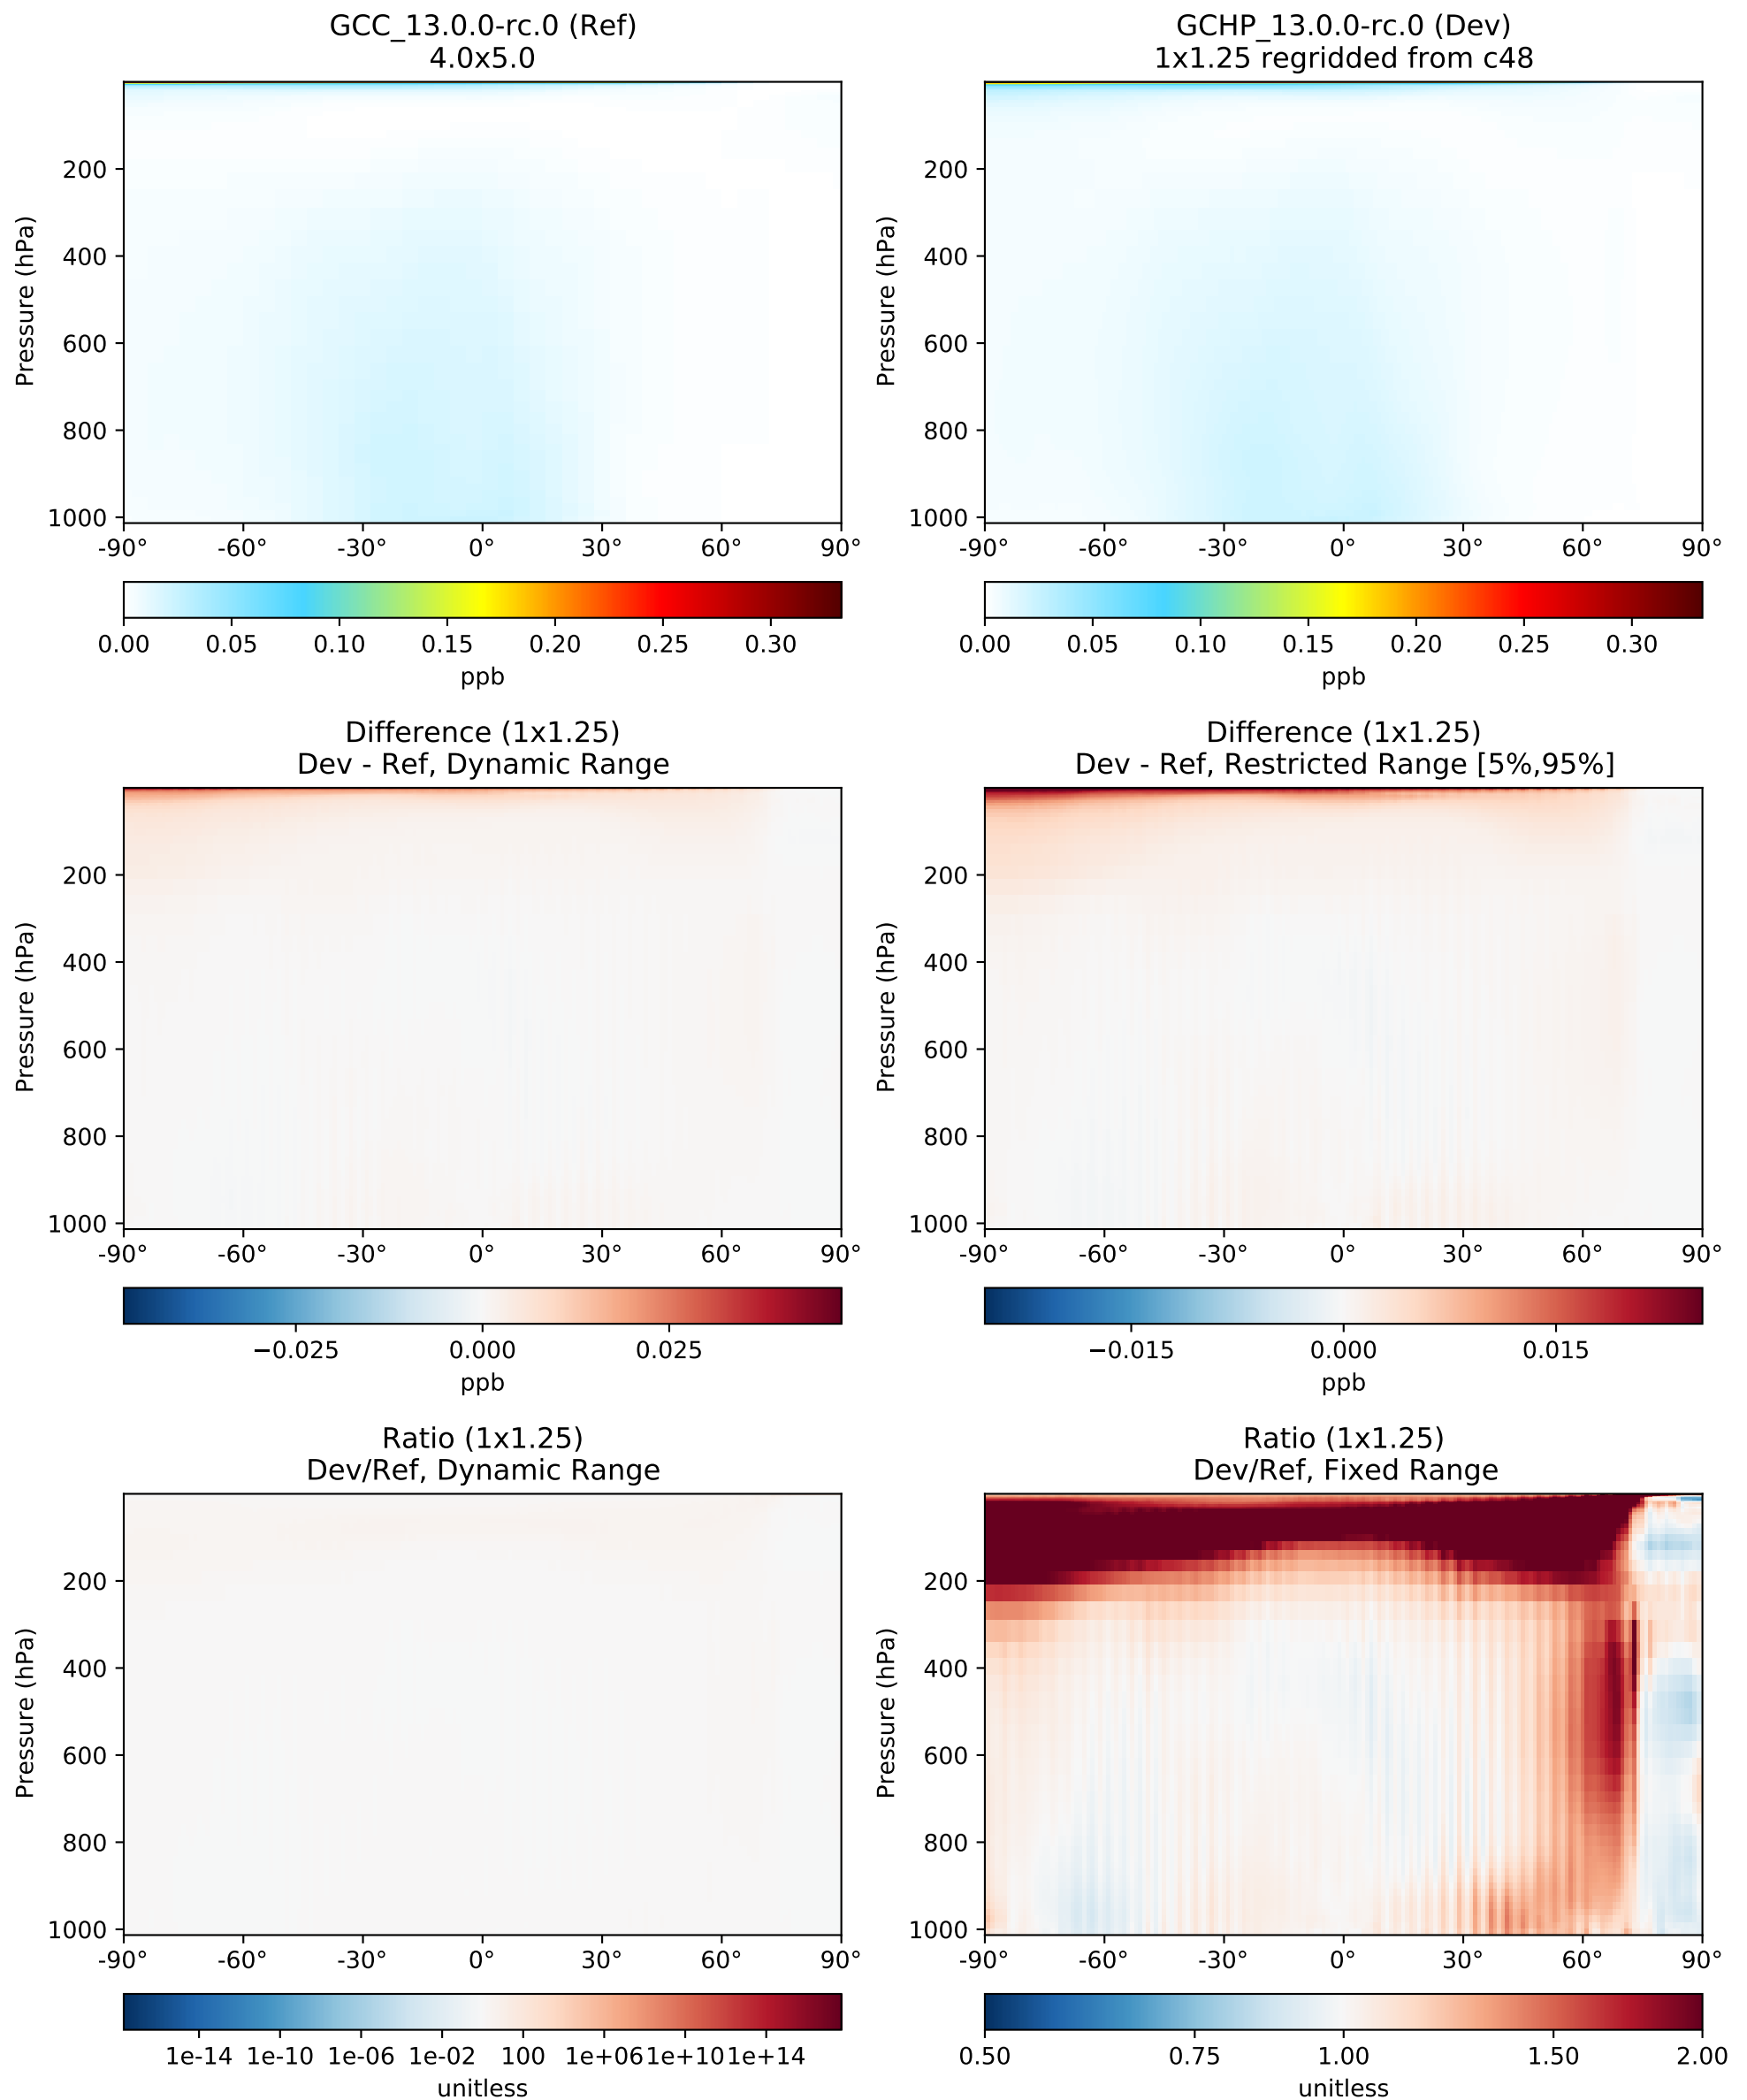 GCC_13.0.0-rc.0 (Ref)
4.0x5.0
Pressure (hPa)
200
400
600
800
1000
-90° -60° -30° 0° 30° 60° 90°
0.00 0.05 0.10 0.15 0.20 0.25 0.30
ppb
GCHP_13.0.0-rc.0 (Dev)
1x1.25 regridded from c48
Pressure (hPa)
200
400
600
800
1000
-90° -60° -30° 0° 30° 60° 90°
0.00 0.05 0.10 0.15 0.20 0.25 0.30
ppb
Difference (1x1.25)
Dev - Ref, Dynamic Range
Pressure (hPa)
200
400
600
800
1000
-90° -60° -30° 0° 30° 60° 90°
−0.025 0.000 0.025
ppb
Difference (1x1.25)
Dev - Ref, Restricted Range [5%,95%]
Pressure (hPa)
200
400
600
800
1000
-90° -60° -30° 0° 30° 60° 90°
−0.015 0.000 0.015
ppb
Ratio (1x1.25)
Dev/Ref, Dynamic Range
Pressure (hPa)
200
400
600
800
1000
-90° -60° -30° 0° 30° 60° 90°
1e-14 1e-10 1e-06 1e-02 100 1e+06 1e+10 1e+14
unitless
Ratio (1x1.25)
Dev/Ref, Fixed Range
Pressure (hPa)
200
400
600
800
1000
-90° -60° -30° 0° 30° 60° 90°
0.50 0.75 1.00 1.50 2.00
unitless